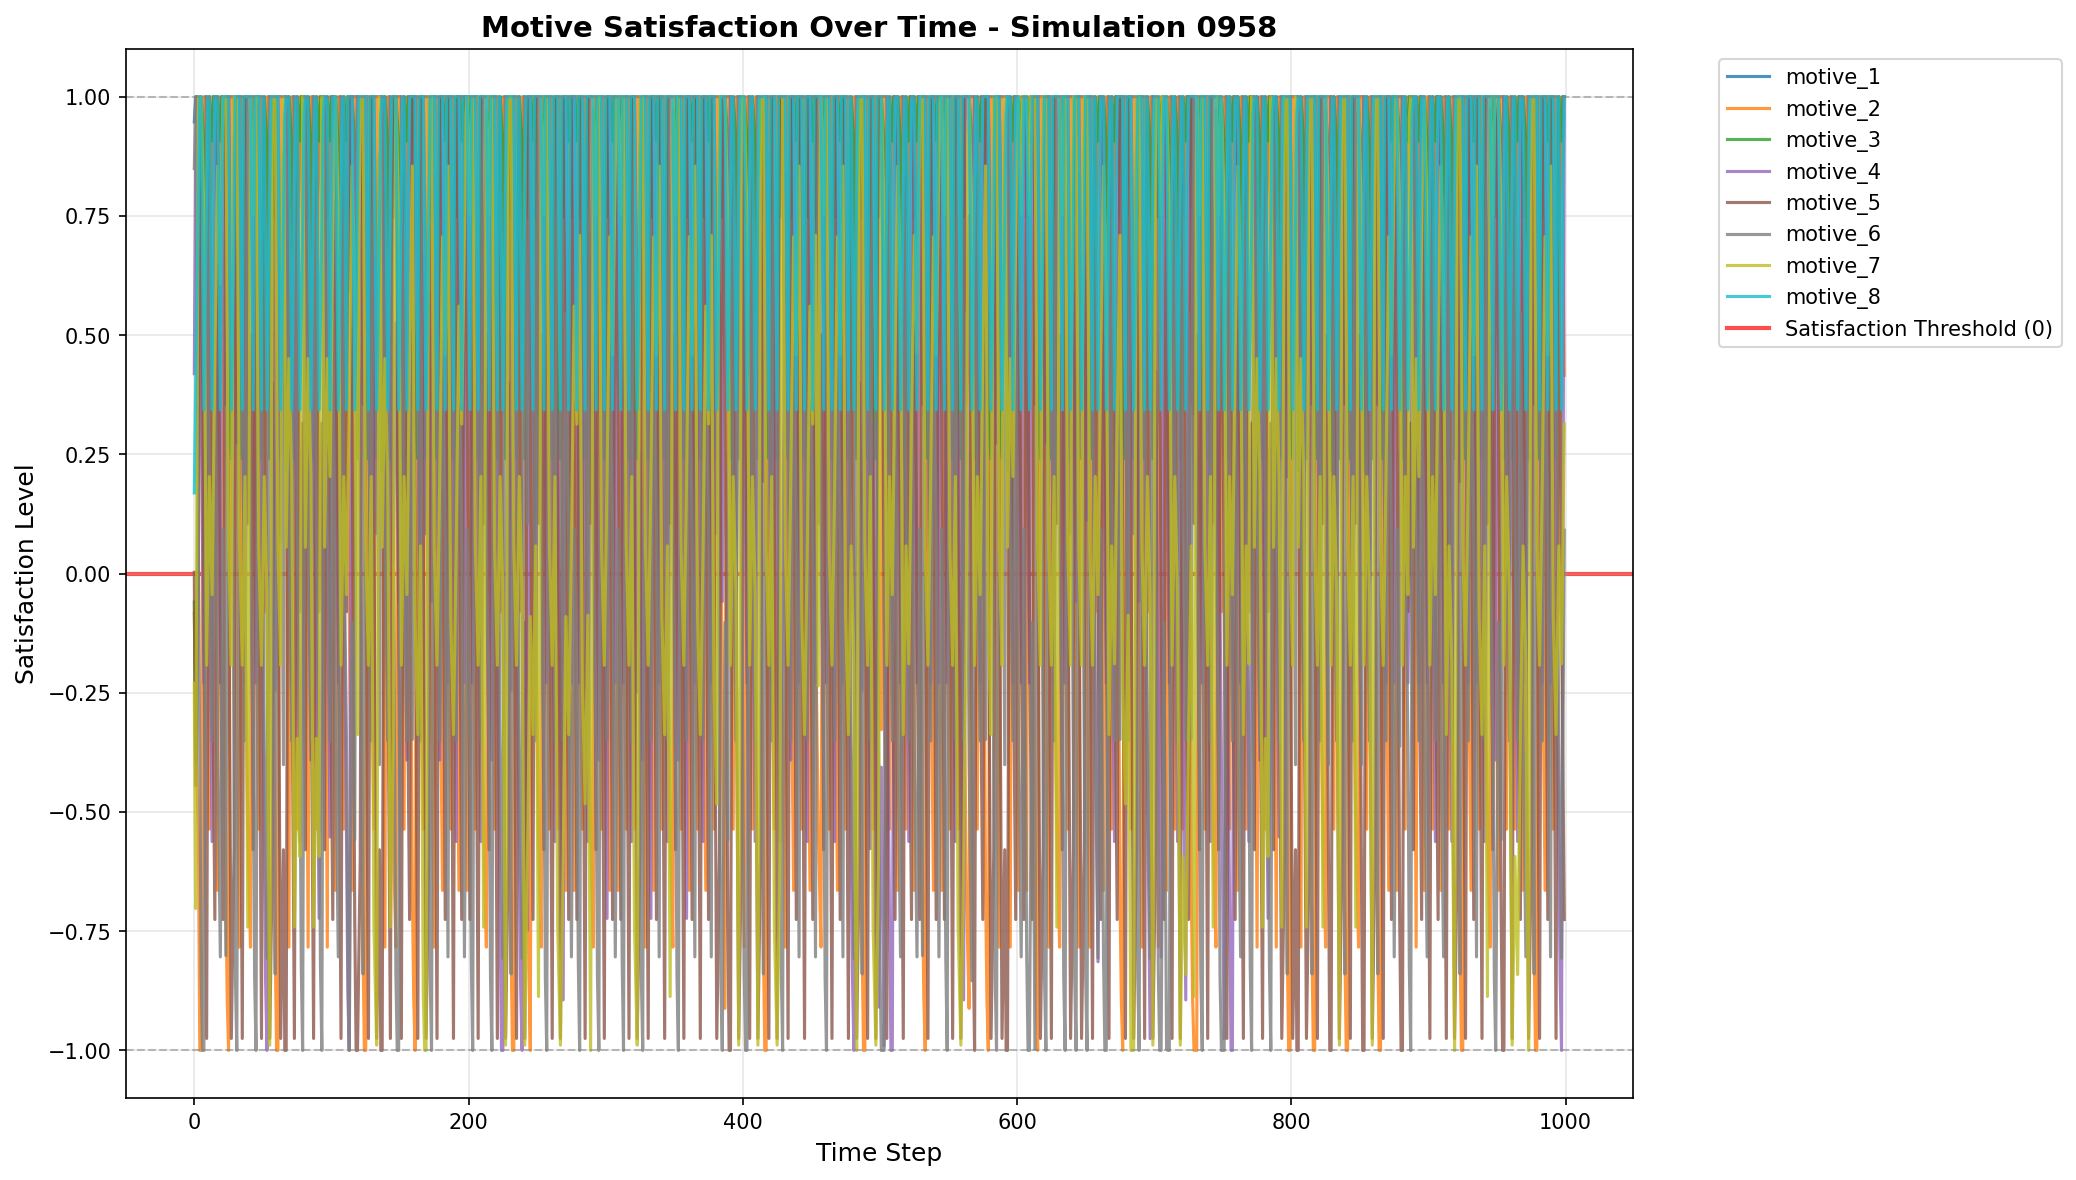 Motive Satisfaction Over Time - Simulation 0958
1.00
0.75
0.50
0.25
0.00
−0.25
−0.50
−0.75
−1.00
Satisfaction Level
0
200
400
600
800
1000
Time Step
motive_1
motive_2
motive_3
motive_4
motive_5
motive_6
motive_7
motive_8
Satisfaction Threshold (0)